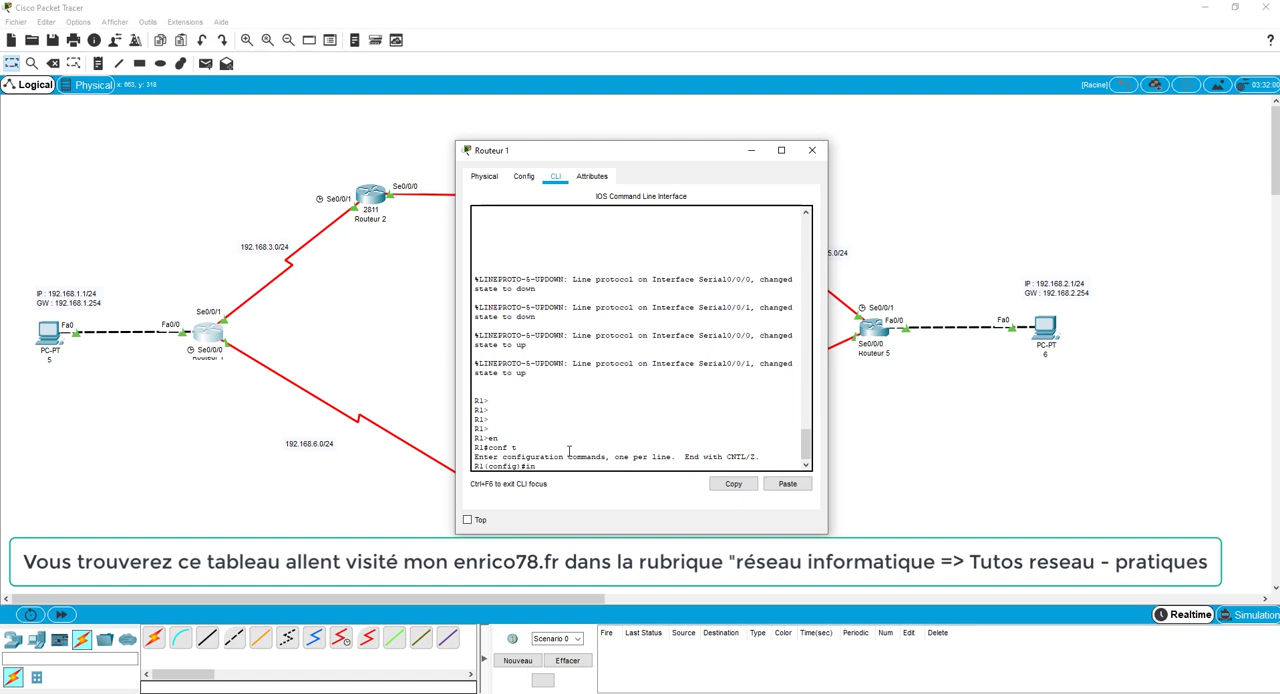 Cisco Packet Tracer
Fichier Editer Options Afficher Outils Extensions Aide
?
Logical Physical x: 663, y: 318 [Racine] 03:32:00
Routeur 1
Physical Config CLI Attributes
IOS Command Line Interface
%LINEPROTO-5-UPDOWN: Line protocol on Interface Serial0/0/0, changed
state to down
%LINEPROTO-5-UPDOWN: Line protocol on Interface Serial0/0/1, changed
state to down
%LINEPROTO-5-UPDOWN: Line protocol on Interface Serial0/0/0, changed
state to up
%LINEPROTO-5-UPDOWN: Line protocol on Interface Serial0/0/1, changed
state to up
R1>
R1>
R1>
R1>
R1>en
R1#conf t
Enter configuration commands, one per line. End with CNTL/Z.
R1(config)#in
Ctrl+F6 to exit CLI focus Copy Paste
Top
Se0/0/0
Se0/0/1
2811
Routeur 2
192.168.3.0/24
IP : 192.168.1.1/24
GW : 192.168.1.254
Se0/0/1
Fa0 Fa0/0
Se0/0/0
PC-PT
5
192.168.6.0/24
5.0/24
IP : 192.168.2.1/24
GW : 192.168.2.254
Se0/0/1
Fa0/0 Fa0
Se0/0/0
Routeur 5
PC-PT
6
Vous trouverez ce tableau allent visité mon enrico78.fr dans la rubrique "réseau informatique => Tutos reseau - pratiques
Realtime Simulation
Scenario 0
Nouveau Effacer
Fire Last Status Source Destination Type Color Time(sec) Periodic Num Edit Delete